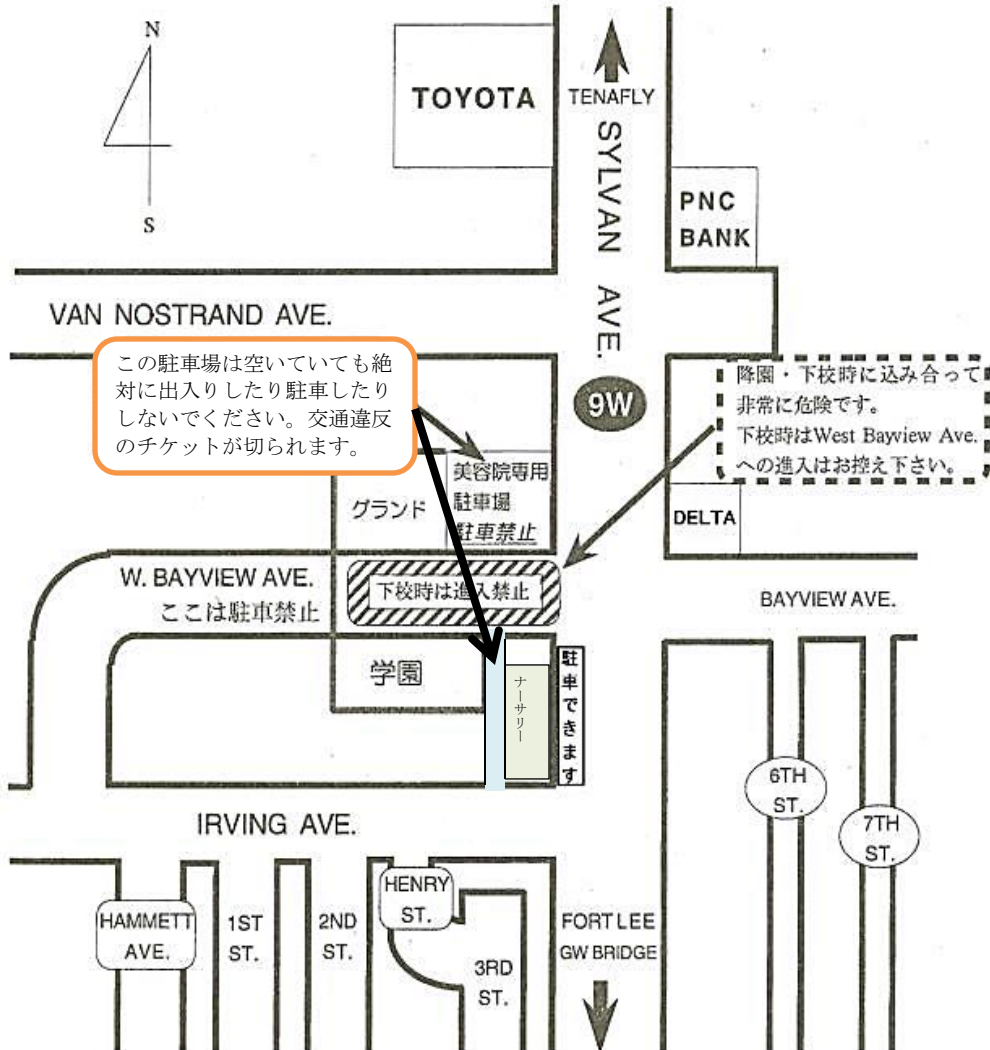 N
S
TOYOTA
TENAFLY
SYLVAN AVE.
PNC
BANK
VAN NOSTRAND AVE.
この駐車場は空いていても絶
対に出入りしたり駐車したり
しないでください。交通違反
のチケットが切られます。
9W
降園・下校時に込み合って
非常に危険です。
下校時はWest Bayview Ave.
への進入はお控え下さい。
グランド
美容院専用
駐車場
駐車禁止
DELTA
W. BAYVIEW AVE.
ここは駐車禁止
下校時は進入禁止
BAYVIEW AVE.
学園
ナーサリー
駐車できます
6TH
ST.
7TH
ST.
IRVING AVE.
HAMMETT
AVE.
1ST
ST.
2ND
ST.
HENRY
ST.
3RD
ST.
FORT LEE
GW BRIDGE